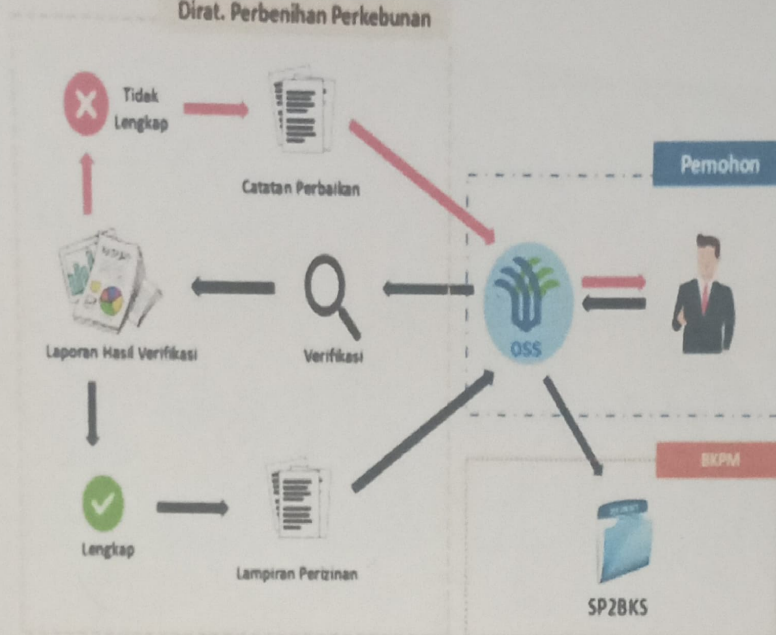 Dirat. Perbenihan Perkebunan
Tidak
Lengkap
Catatan Perbaikan
Pemohon
Laporan Hasil Verifikasi
Verifikasi
OSS
BKPM
Lengkap
Lampiran Perizinan
SP2BKS